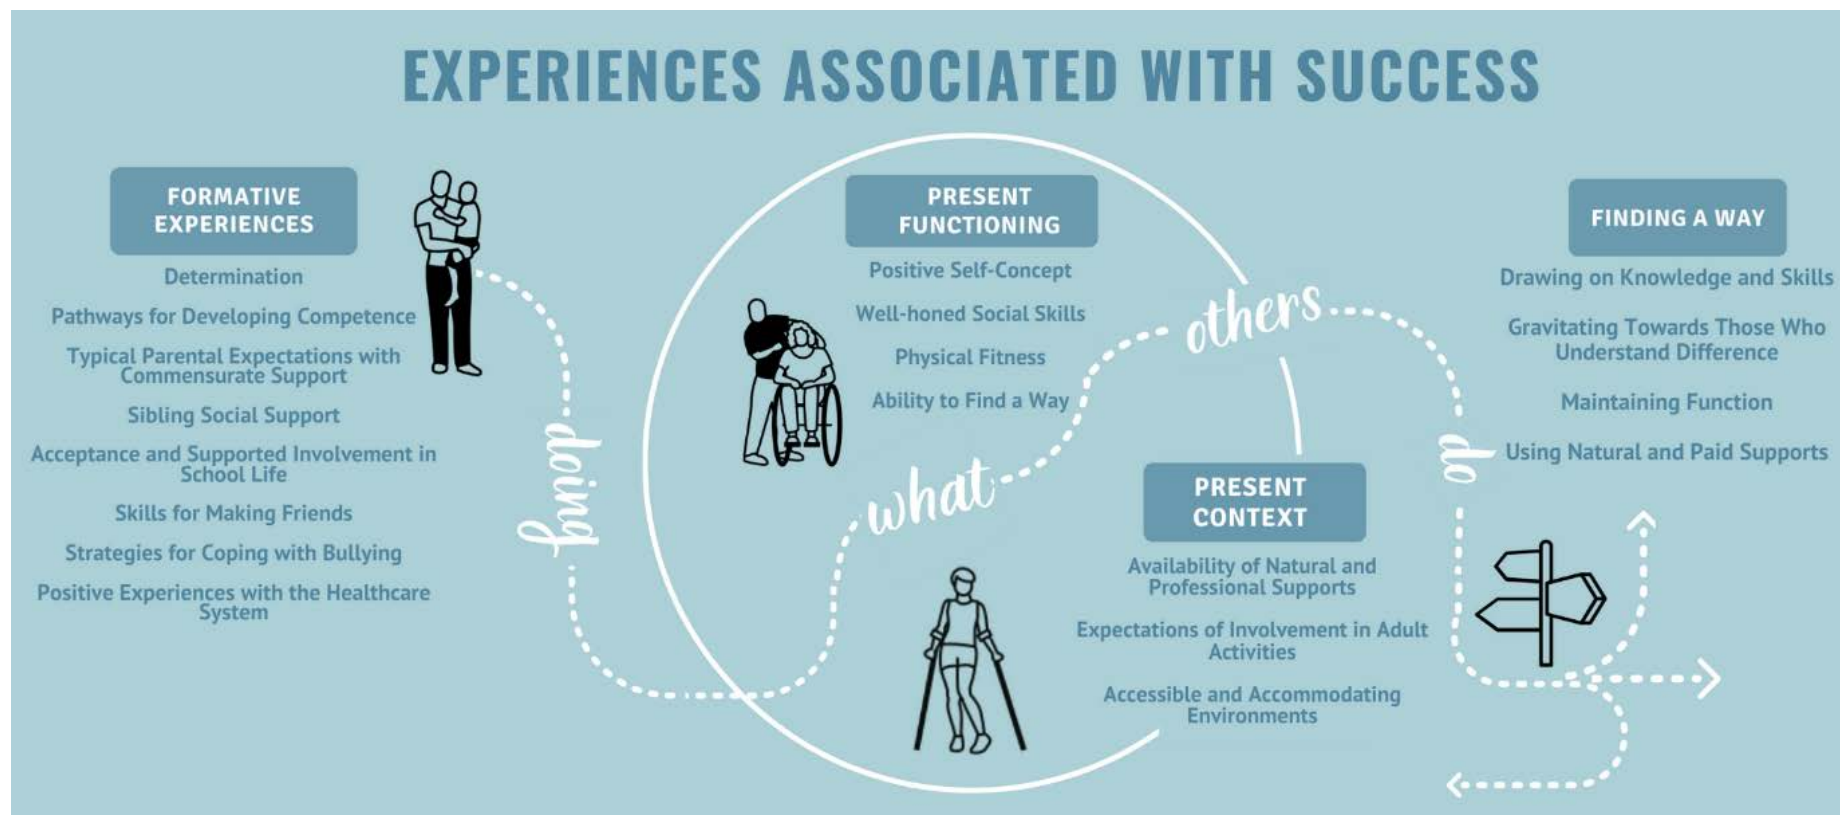 EXPERIENCES ASSOCIATED WITH SUCCESS
FORMATIVE
EXPERIENCES
Determination
Pathways for Developing Competence
Typical Parental Expectations with
Commensurate Support
Sibling Social Support
Acceptance and Supported Involvement in
School Life
Skills for Making Friends
Strategies for Coping with Bullying
Positive Experiences with the Healthcare
System
doing
PRESENT
FUNCTIONING
Positive Self-Concept
Well-honed Social Skills
Physical Fitness
Ability to Find a Way
what
others
PRESENT
CONTEXT
Availability of Natural and
Professional Supports
Expectations of Involvement in Adult
Activities
Accessible and Accommodating
Environments
do
FINDING A WAY
Drawing on Knowledge and Skills
Gravitating Towards Those Who
Understand Difference
Maintaining Function
Using Natural and Paid Supports